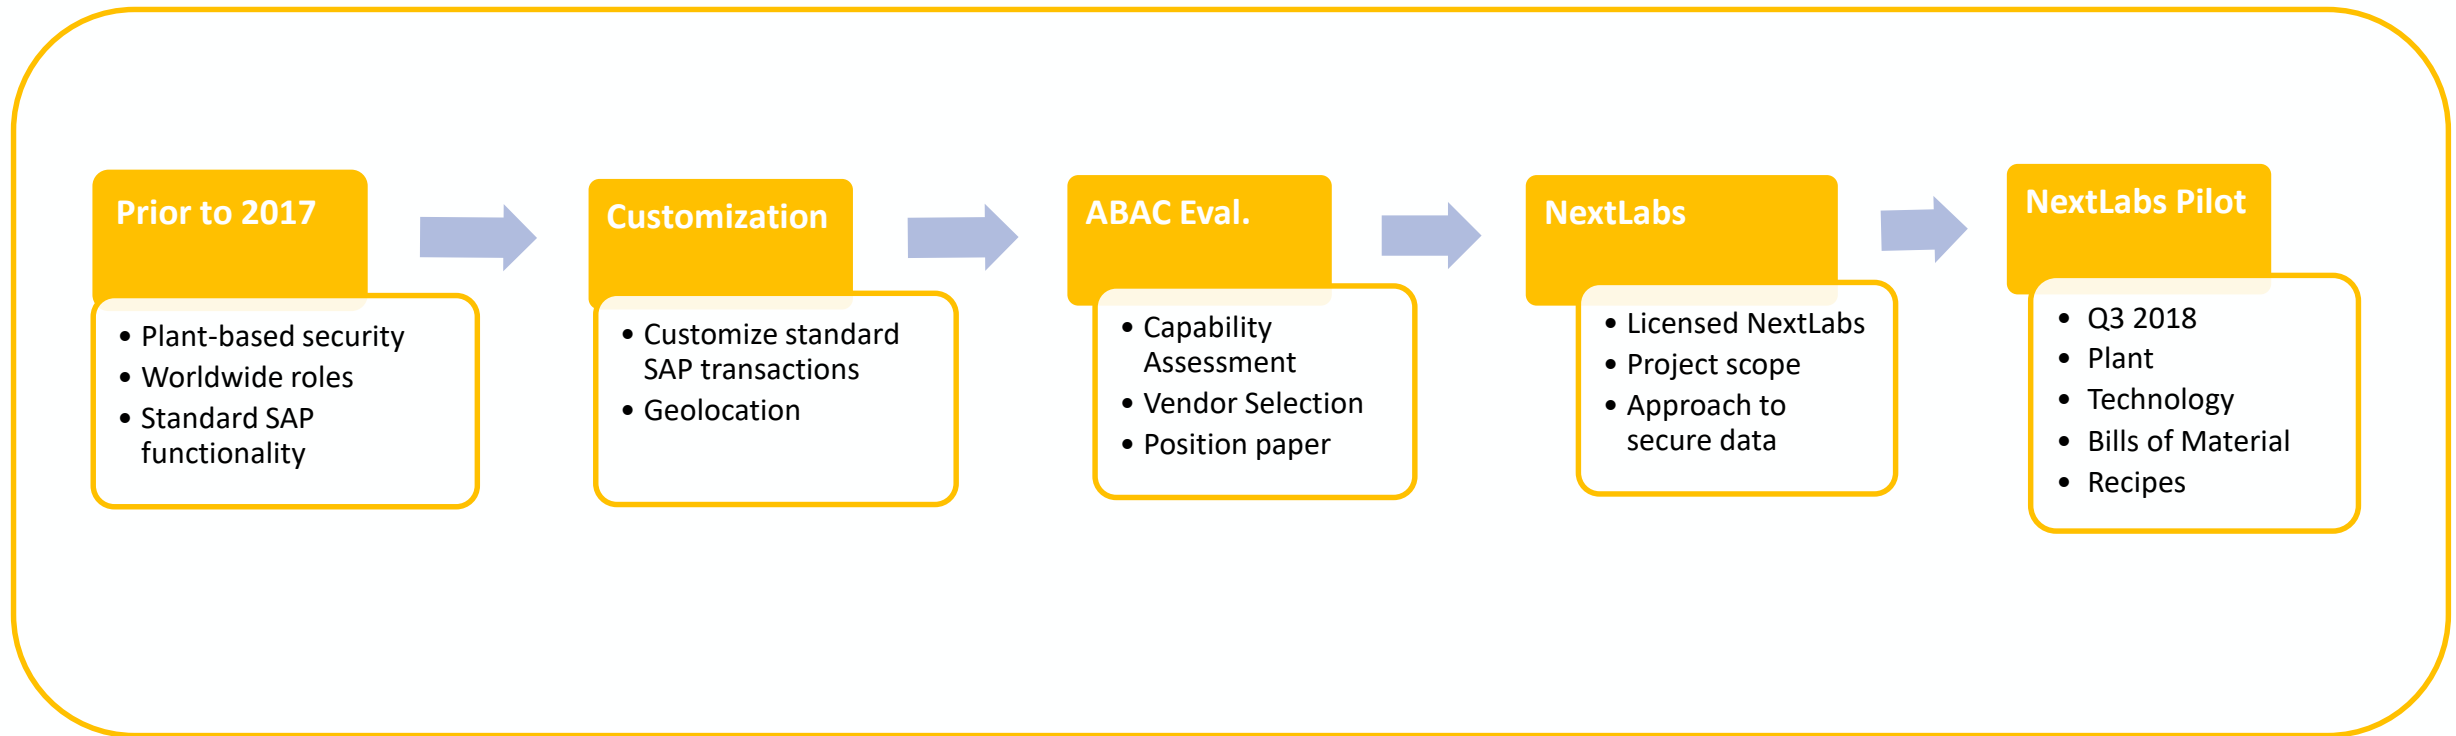 Prior to 2017
• Plant-based security
• Worldwide roles
• Standard SAP
functionality
Customization
• Customize standard
SAP transactions
• Geolocation
ABAC Eval.
• Capability
Assessment
• Vendor Selection
• Position paper
NextLabs
• Licensed NextLabs
• Project scope
• Approach to
secure data
NextLabs Pilot
• Q3 2018
• Plant
• Technology
• Bills of Material
• Recipes